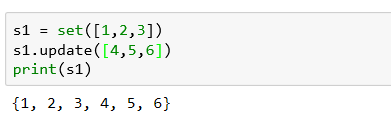 s1 = set([1,2,3])
s1.update([4,5,6])
print(s1)
{1, 2, 3, 4, 5, 6}